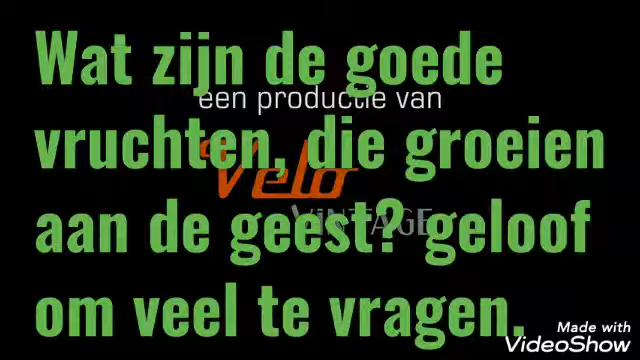 Wat zijn de goede
een productie van
vruchten, die groeien
Velo
VINTAGE
aan de geest? geloof
om veel te vragen.
Made with
VideoShow